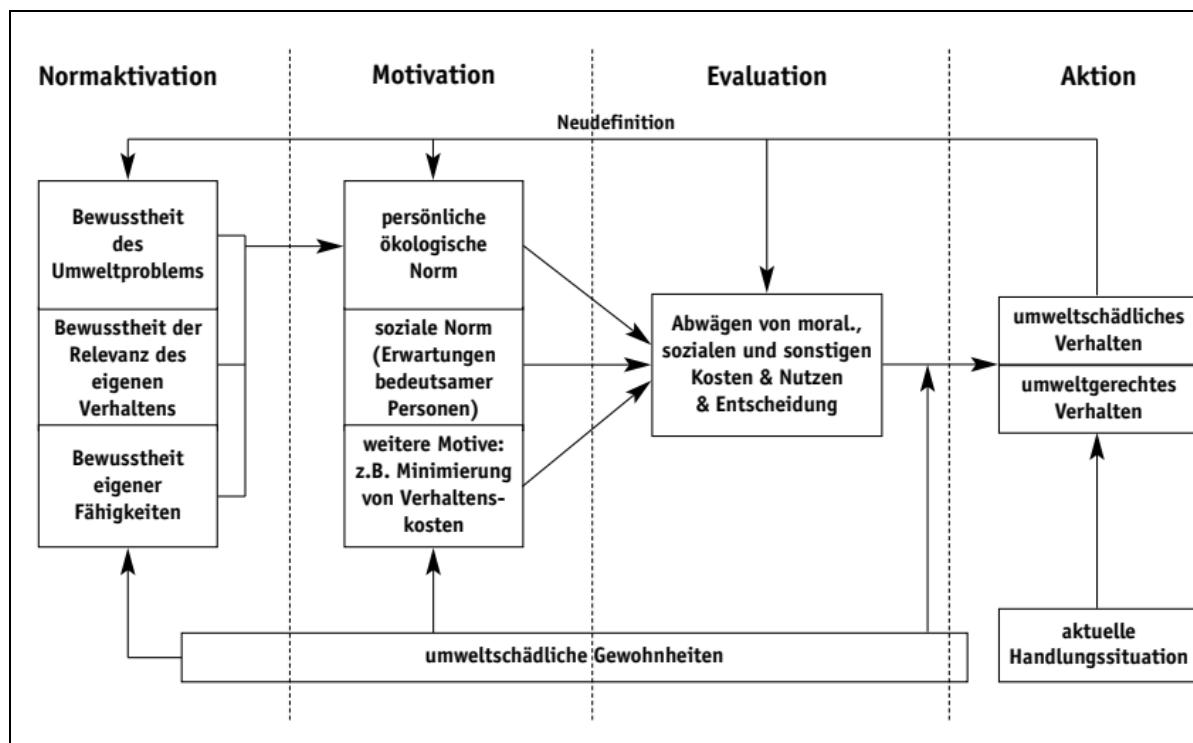 Normaktivation
Motivation
Evaluation
Aktion
Neudefinition
Bewusstheit
des
Umweltproblems
Bewusstheit der
Relevanz des
eigenen
Verhaltens
Bewusstheit
eigener
Fähigkeiten
persönliche
ökologische
Norm
soziale Norm
(Erwartungen
bedeutsamer
Personen)
weitere Motive:
z.B. Minimierung
von Verhaltens-
kosten
Abwägen von moral.,
sozialen und sonstigen
Kosten & Nutzen
& Entscheidung
umweltschädliches
Verhalten
umweltgerechtes
Verhalten
umweltschädliche Gewohnheiten
aktuelle
Handlungssituation